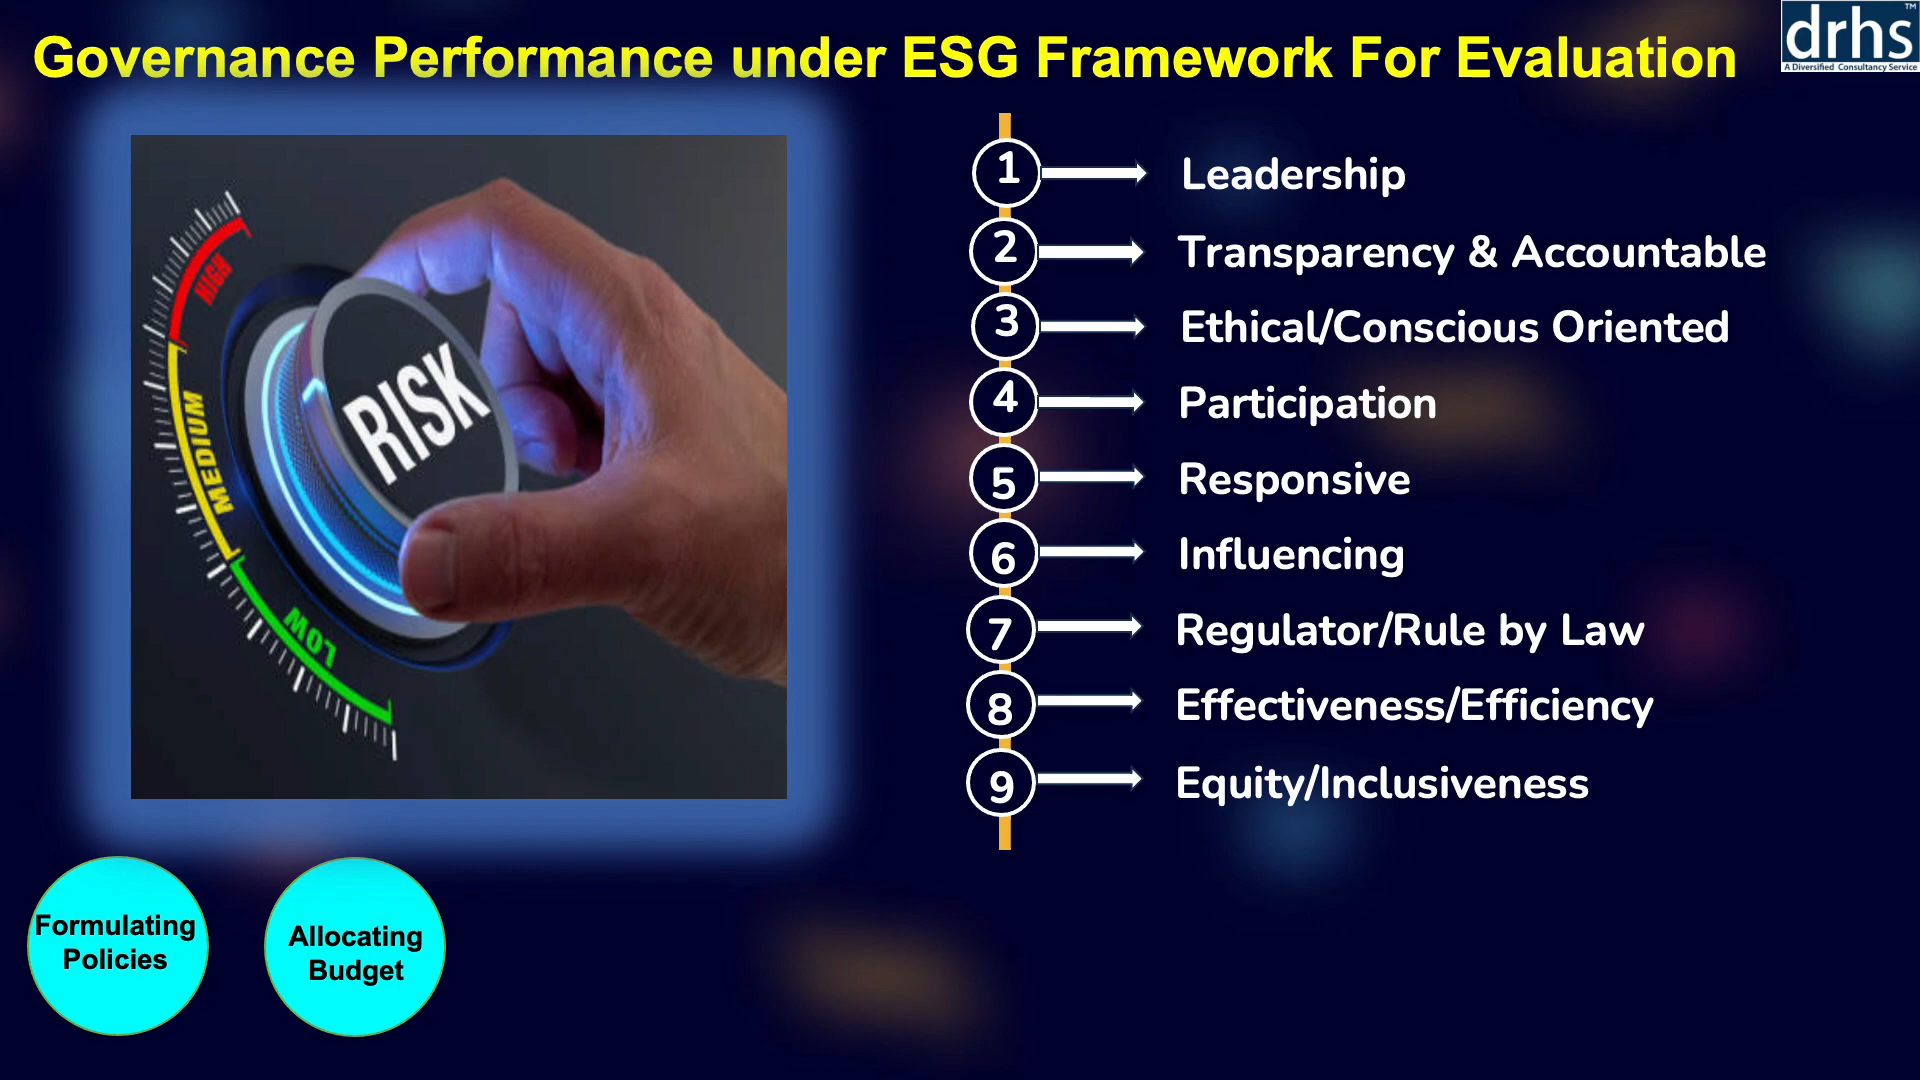 Governance Performance under ESG Framework For Evaluation
drhs™
A Diversified Consultancy Service
HIGH
MEDIUM
LOW
RISK
1 Leadership
2 Transparency & Accountable
3 Ethical/Conscious Oriented
4 Participation
5 Responsive
6 Influencing
7 Regulator/Rule by Law
8 Effectiveness/Efficiency
9 Equity/Inclusiveness
Formulating
Policies
Allocating
Budget